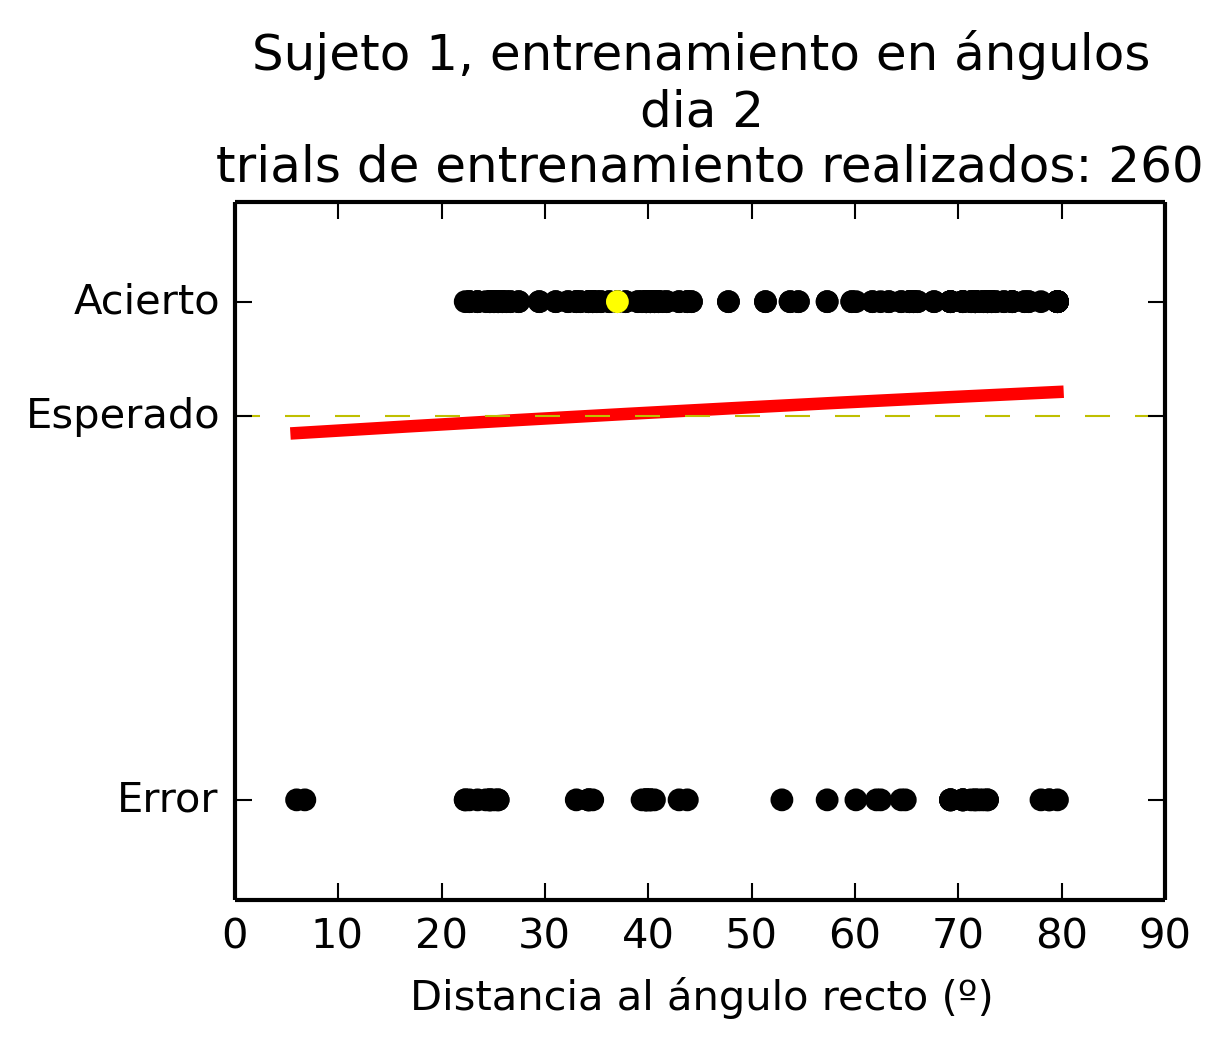 Sujeto 1, entrenamiento en ángulos
dia 2
trials de entrenamiento realizados: 260
Acierto
Esperado
Error
0 10 20 30 40 50 60 70 80 90
Distancia al ángulo recto (º)